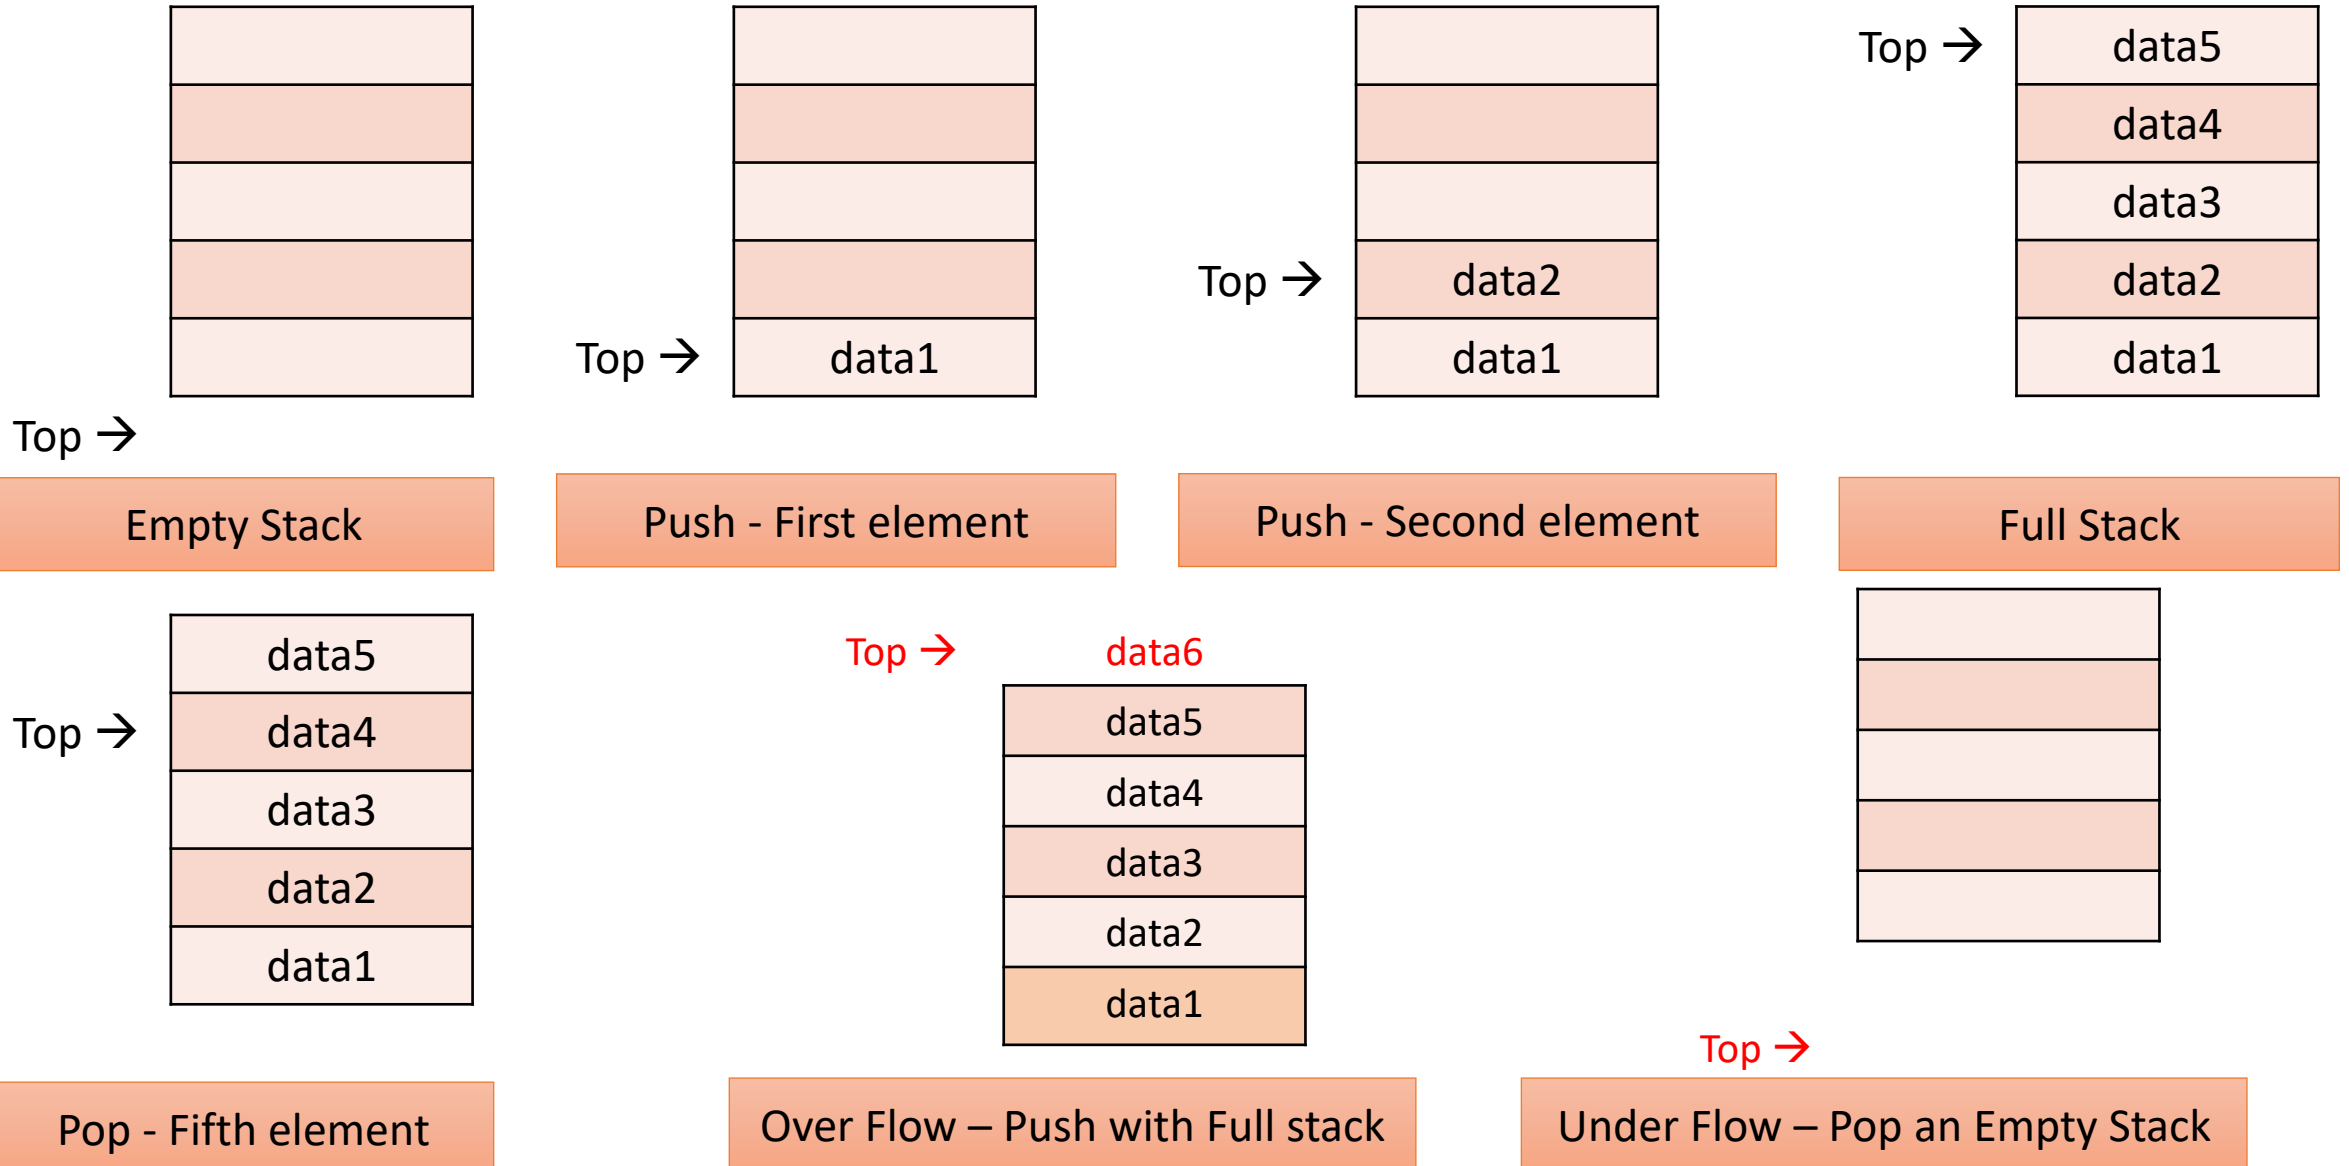 Top →
data1
Top →
data2
data1
Top →
data5
data4
data3
data2
data1
Top →
Empty Stack
Push - First element
Push - Second element
Full Stack
data5
Top →
data4
data3
data2
data1
Pop - Fifth element
Top →
data6
data5
data4
data3
data2
data1
Over Flow – Push with Full stack
Top →
Under Flow – Pop an Empty Stack